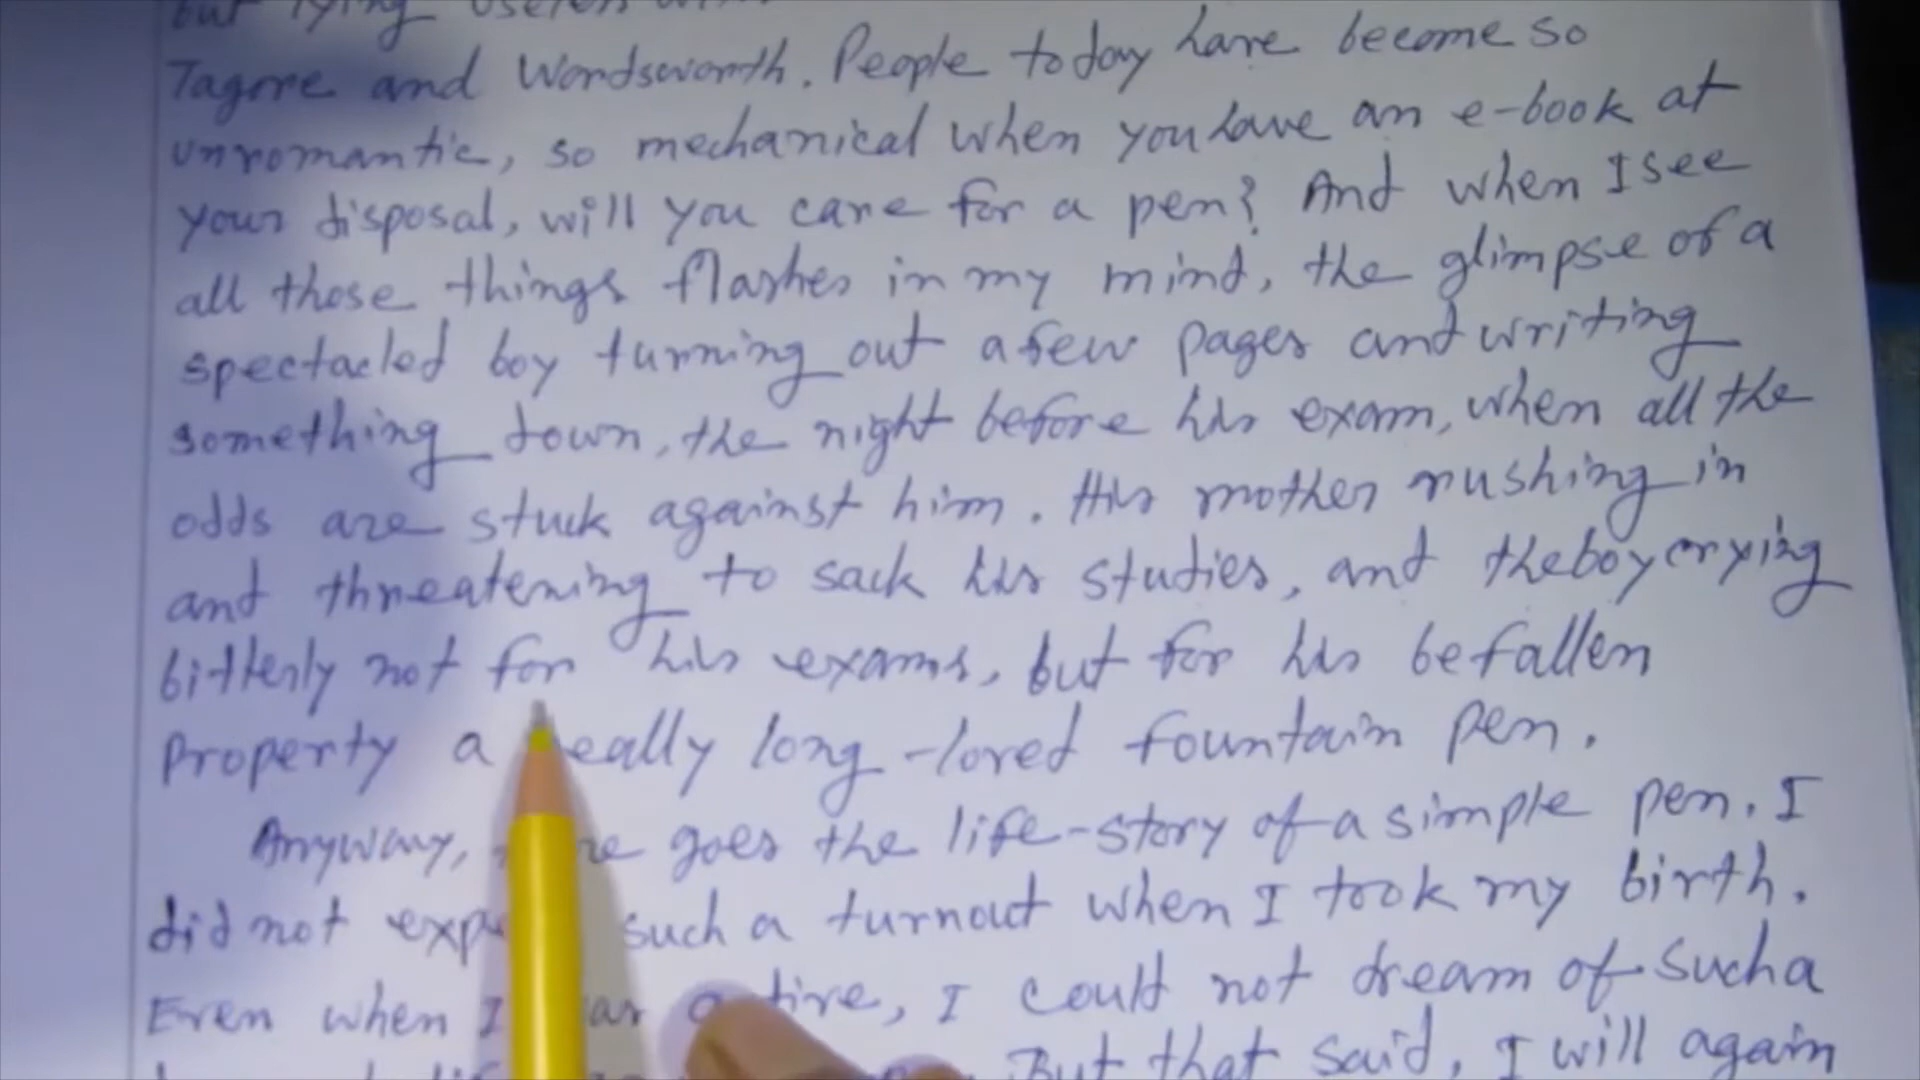 but lying useless
Tagore and Wordsworth. People today have become so
unromantic, so mechanical when you have an e-book at
your disposal, will you care for a pen? And when I see
all those things flashes in my mind, the glimpse of a
spectacled boy turning out a few pages and writing
something down, the night before his exam, when all the
odds are stuck against him. His mother rushing in
and threatening to sack his studies, and the boy crying
bitterly not for his exams, but for his befallen
Property a really long-loved fountain pen.
Anyway, goes the life-story of a simple pen. I
did not such a turnout when I took my birth.
Even when I I could not dream of such a
But that said, I will again